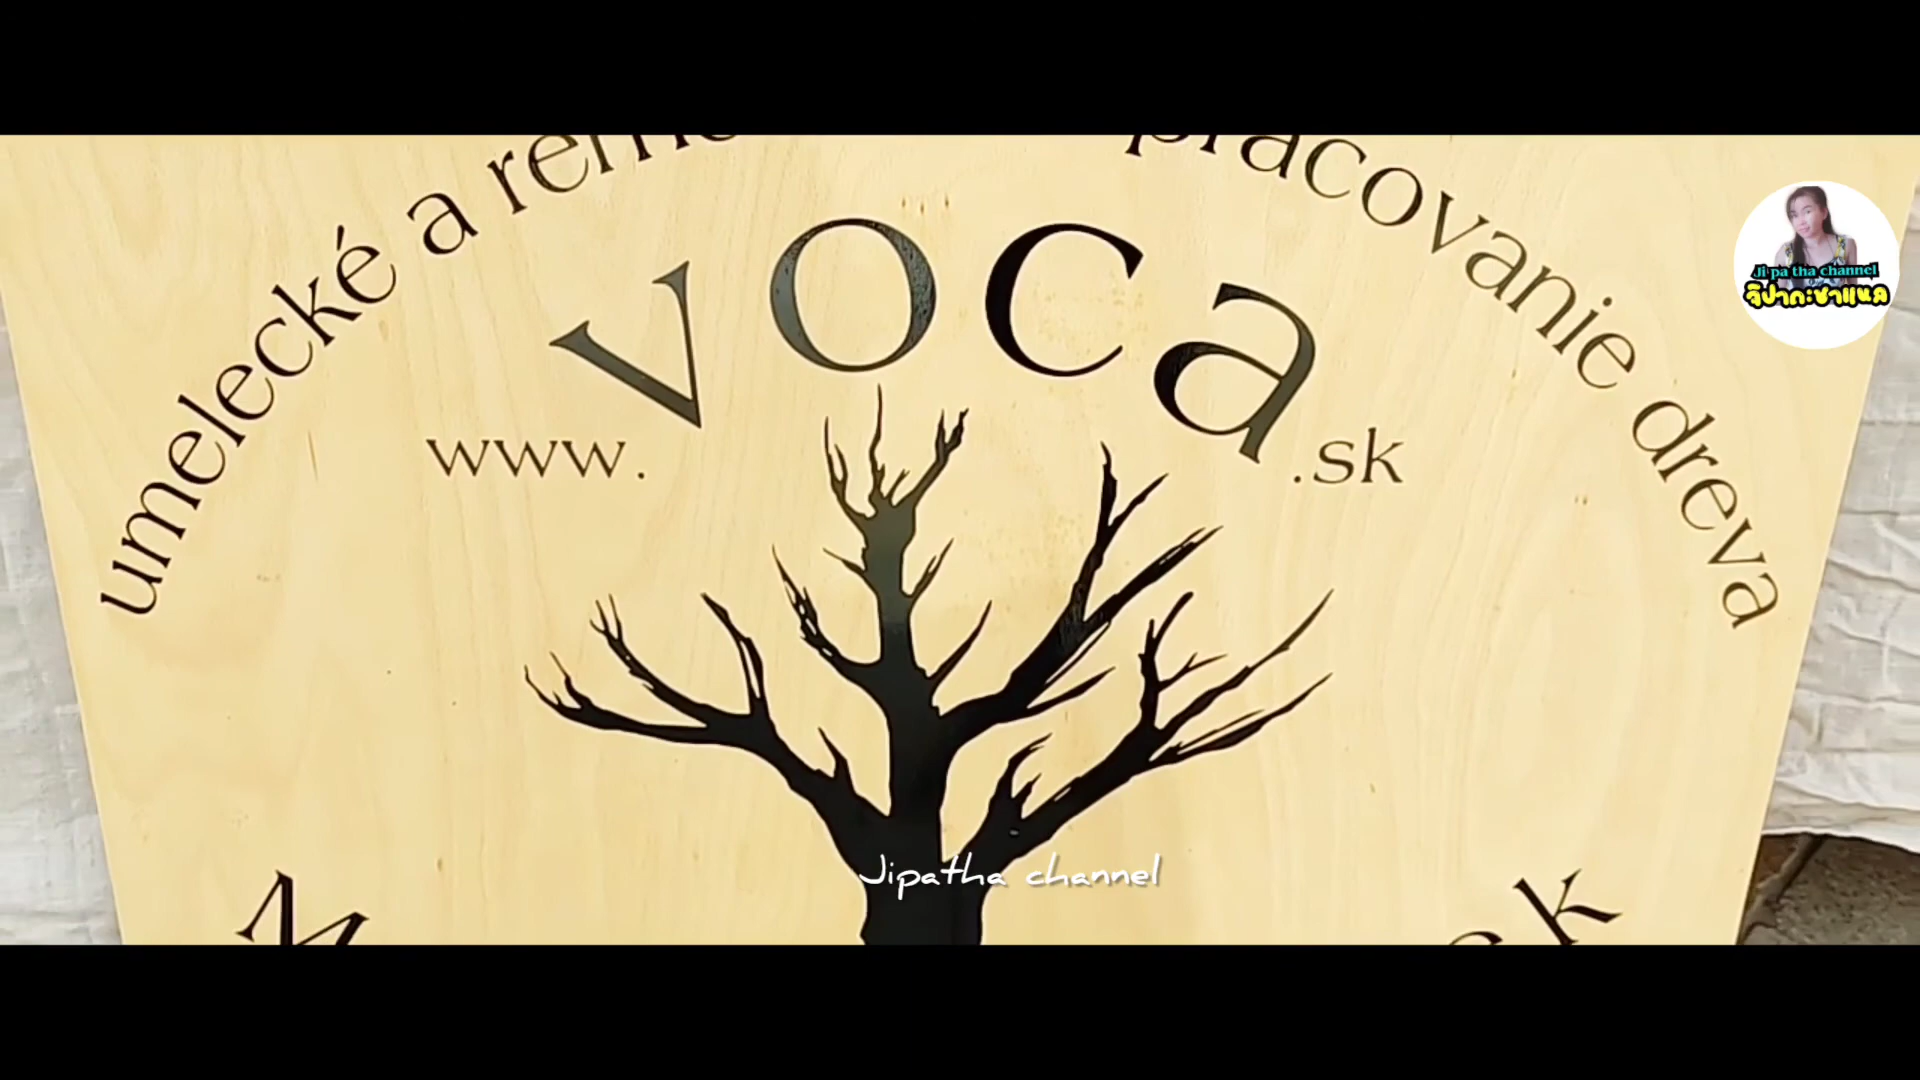 umelecké a
pracovanie dreva
www.voca.sk
Ji pa tha channel
จิปาถะชาแนล
Jipatha channel